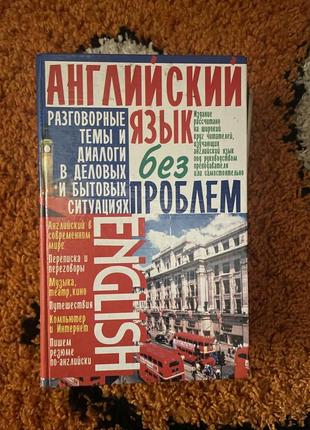 АНГЛИЙСКИЙ
РАЗГОВОРНЫЕ
ТЕМЫ И
ДИАЛОГИ
В ДЕЛОВЫХ
И БЫТОВЫХ
СИТУАЦИЯХ
ЯЗЫК
без
ПРОБЛЕМ
Издание
рассчитано
на широкий
круг читателей,
изучающих
английский язык
под руководством
преподавателя
или самостоятельно
Английский в
современном
мире
Переписка и
переговоры
Музыка,
театр, кино
Путешествия
Компьютер
и Интернет
Пишем
резюме
по-английски
ENGLISH